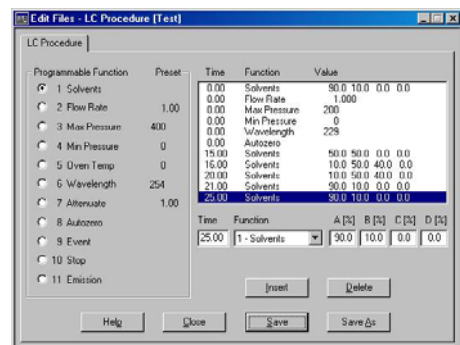 Edit Files - LC Procedure [Test]
LC Procedure
Programmable Function Preset
1 Solvents
2 Flow Rate 1.00
3 Max Pressure 400
4 Min Pressure 0
5 Oven Temp 0
6 Wavelength 254
7 Attenuate 1.00
8 Autozero
9 Event
10 Stop
11 Emission
Time Function Value
0.00 Solvents 90.0 10.0 0.0 0.0
0.00 Flow Rate 1.000
0.00 Max Pressure 200
0.00 Min Pressure 0
0.00 Wavelength 229
0.00 Autozero
15.00 Solvents 50.0 50.0 0.0 0.0
16.00 Solvents 10.0 50.0 40.0 0.0
20.00 Solvents 10.0 50.0 40.0 0.0
21.00 Solvents 90.0 10.0 0.0 0.0
25.00 Solvents 90.0 10.0 0.0 0.0
Time Function A [%] B [%] C [%] D [%]
25.00 1 - Solvents 90.0 10.0 0.0 0.0
Insert Delete
Help Close Save Save As